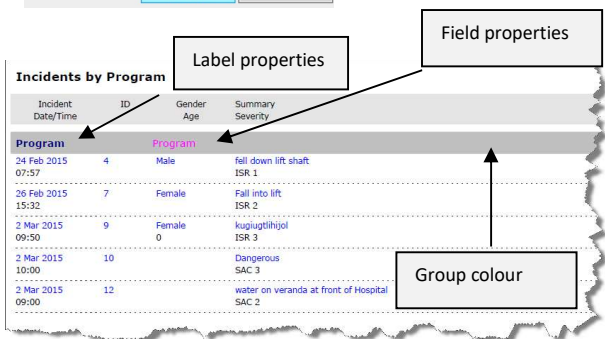 Field properties
Label properties
Incidents by Program
Incident ID Gender Summary
Date/Time Age Severity
Program Program
24 Feb 2015 4 Male fell down lift shaft
07:57 ISR 1
26 Feb 2015 7 Female Fall into lift
15:32 ISR 2
2 Mar 2015 9 Female kugiugtlihijol
09:50 0 ISR 3
2 Mar 2015 10 Dangerous
10:00 SAC 3
2 Mar 2015 12 water on veranda at front of Hospital
09:00 SAC 2
Group colour